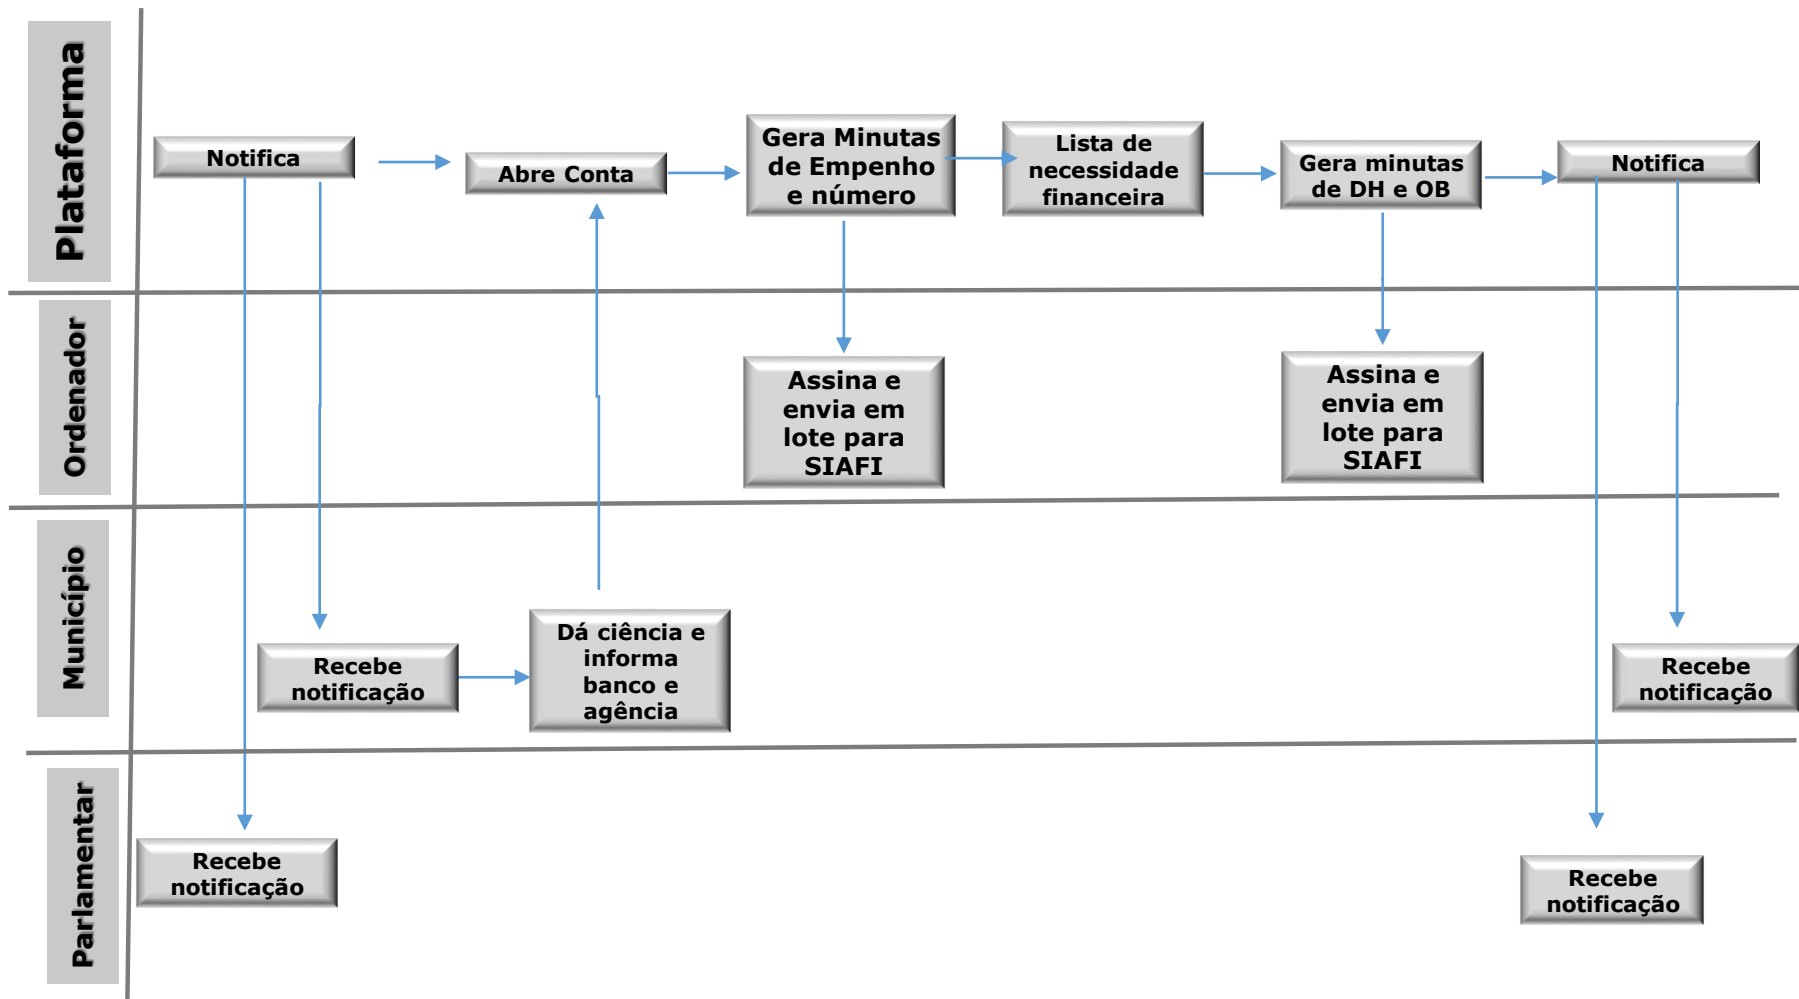 Plataforma
Notifica
Abre Conta
Gera Minutas
de Empenho
e número
Lista de
necessidade
financeira
Gera minutas
de DH e OB
Notifica
Ordenador
Assina e
envia em
lote para
SIAFI
Assina e
envia em
lote para
SIAFI
Município
Recebe
notificação
Dá ciência e
informa
banco e
agência
Recebe
notificação
Parlamentar
Recebe
notificação
Recebe
notificação